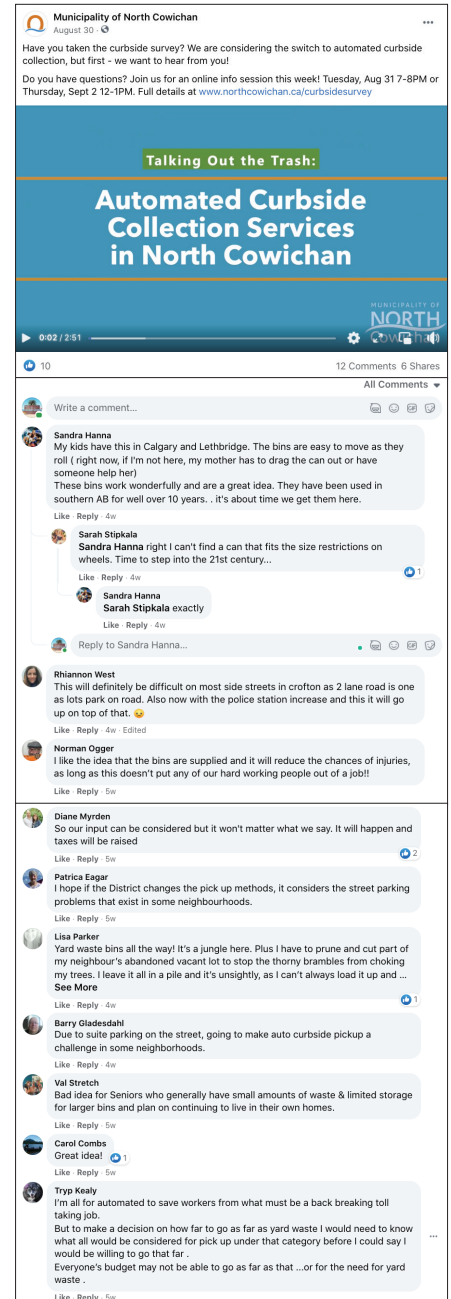 Municipality of North Cowichan
August 30 ·
Have you taken the curbside survey? We are considering the switch to automated curbside
collection, but first - we want to hear from you!
Do you have questions? Join us for an online info session this week! Tuesday, Aug 31 7-8PM or
Thursday, Sept 2 12-1PM. Full details at www.northcowichan.ca/curbsidesurvey
Talking Out the Trash:
Automated Curbside
Collection Services
in North Cowichan
MUNICIPALITY OF
NORTH
Cowichan
0:02 / 2:51
10
12 Comments 6 Shares
All Comments
Write a comment...
Sandra Hanna
My kids have this in Calgary and Lethbridge. The bins are easy to move as they
roll ( right now, if I'm not here, my mother has to drag the can out or have
someone help her)
These bins work wonderfully and are a great idea. They have been used in
southern AB for well over 10 years. . it's about time we get them here.
Like · Reply · 4w
Sarah Stipkala
Sandra Hanna right I can't find a can that fits the size restrictions on
wheels. Time to step into the 21st century...
1
Like · Reply · 4w
Sandra Hanna
Sarah Stipkala exactly
Like · Reply · 4w
Reply to Sandra Hanna...
Rhiannon West
This will definitely be difficult on most side streets in crofton as 2 lane road is one
as lots park on road. Also now with the police station increase and this it will go
up on top of that.
Like · Reply · 4w · Edited
Norman Ogger
I like the idea that the bins are supplied and it will reduce the chances of injuries,
as long as this doesn't put any of our hard working people out of a job!!
Like · Reply · 5w
Diane Myrden
So our input can be considered but it won't matter what we say. It will happen and
taxes will be raised
2
Like · Reply · 5w
Patrica Eagar
I hope if the District changes the pick up methods, it considers the street parking
problems that exist in some neighbourhoods.
Like · Reply · 5w
Lisa Parker
Yard waste bins all the way! It's a jungle here. Plus I have to prune and cut part of
my neighbour's abandoned vacant lot to stop the thorny brambles from choking
my trees. I leave it all in a pile and it's unsightly, as I can't always load it up and ...
See More
1
Like · Reply · 4w
Barry Gladesdahl
Due to suite parking on the street, going to make auto curbside pickup a
challenge in some neighborhoods.
Like · Reply · 4w
Val Stretch
Bad idea for Seniors who generally have small amounts of waste & limited storage
for larger bins and plan on continuing to live in their own homes.
Like · Reply · 5w
Carol Combs
Great idea! 1
Like · Reply · 5w
Tryp Kealy
I'm all for automated to save workers from what must be a back breaking toll
taking job.
But to make a decision on how far to go as far as yard waste I would need to know
what all would be considered for pick up under that category before I could say I
would be willing to go that far .
Everyone's budget may not be able to go as far as that ...or for the need for yard
waste .
Like · Reply · 5w